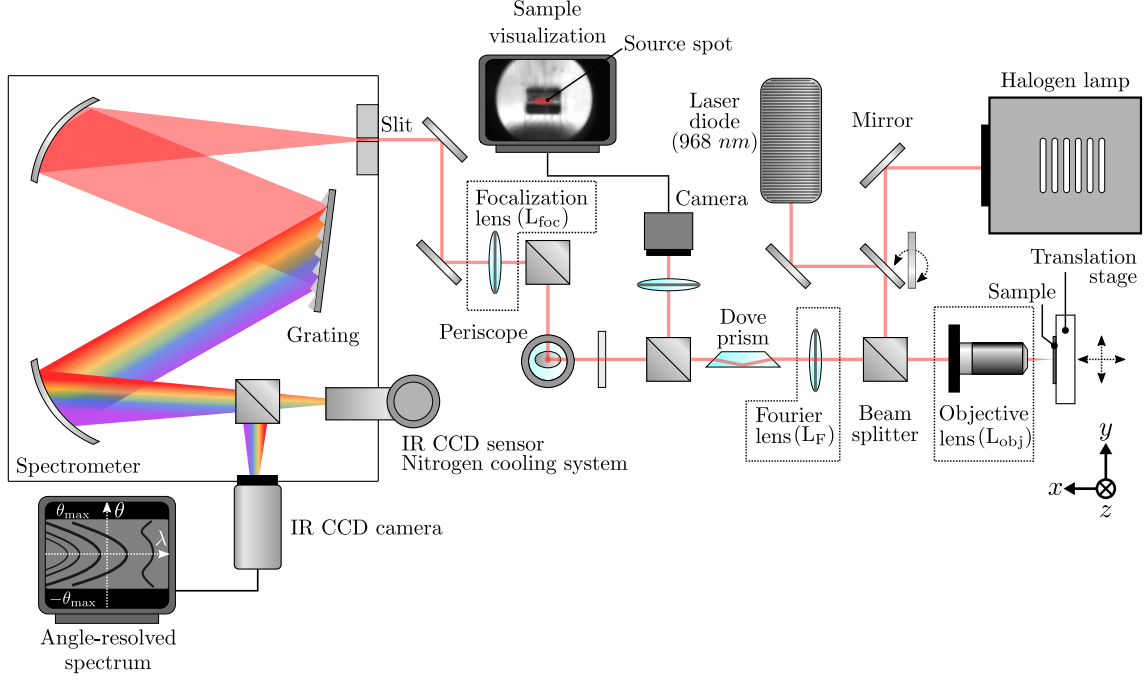 Sample
visualization
Source spot
Slit
Laser
diode
(968 nm)
Mirror
Halogen lamp
Focalization
lens (L_foc)
Camera
Translation
stage
Sample
Grating
Periscope
Dove
prism
Fourier
lens (L_F)
Beam
splitter
Objective
lens (L_obj)
Spectrometer
IR CCD sensor
Nitrogen cooling system
y
x
z
θ_max
θ
λ
−θ_max
IR CCD camera
Angle-resolved
spectrum